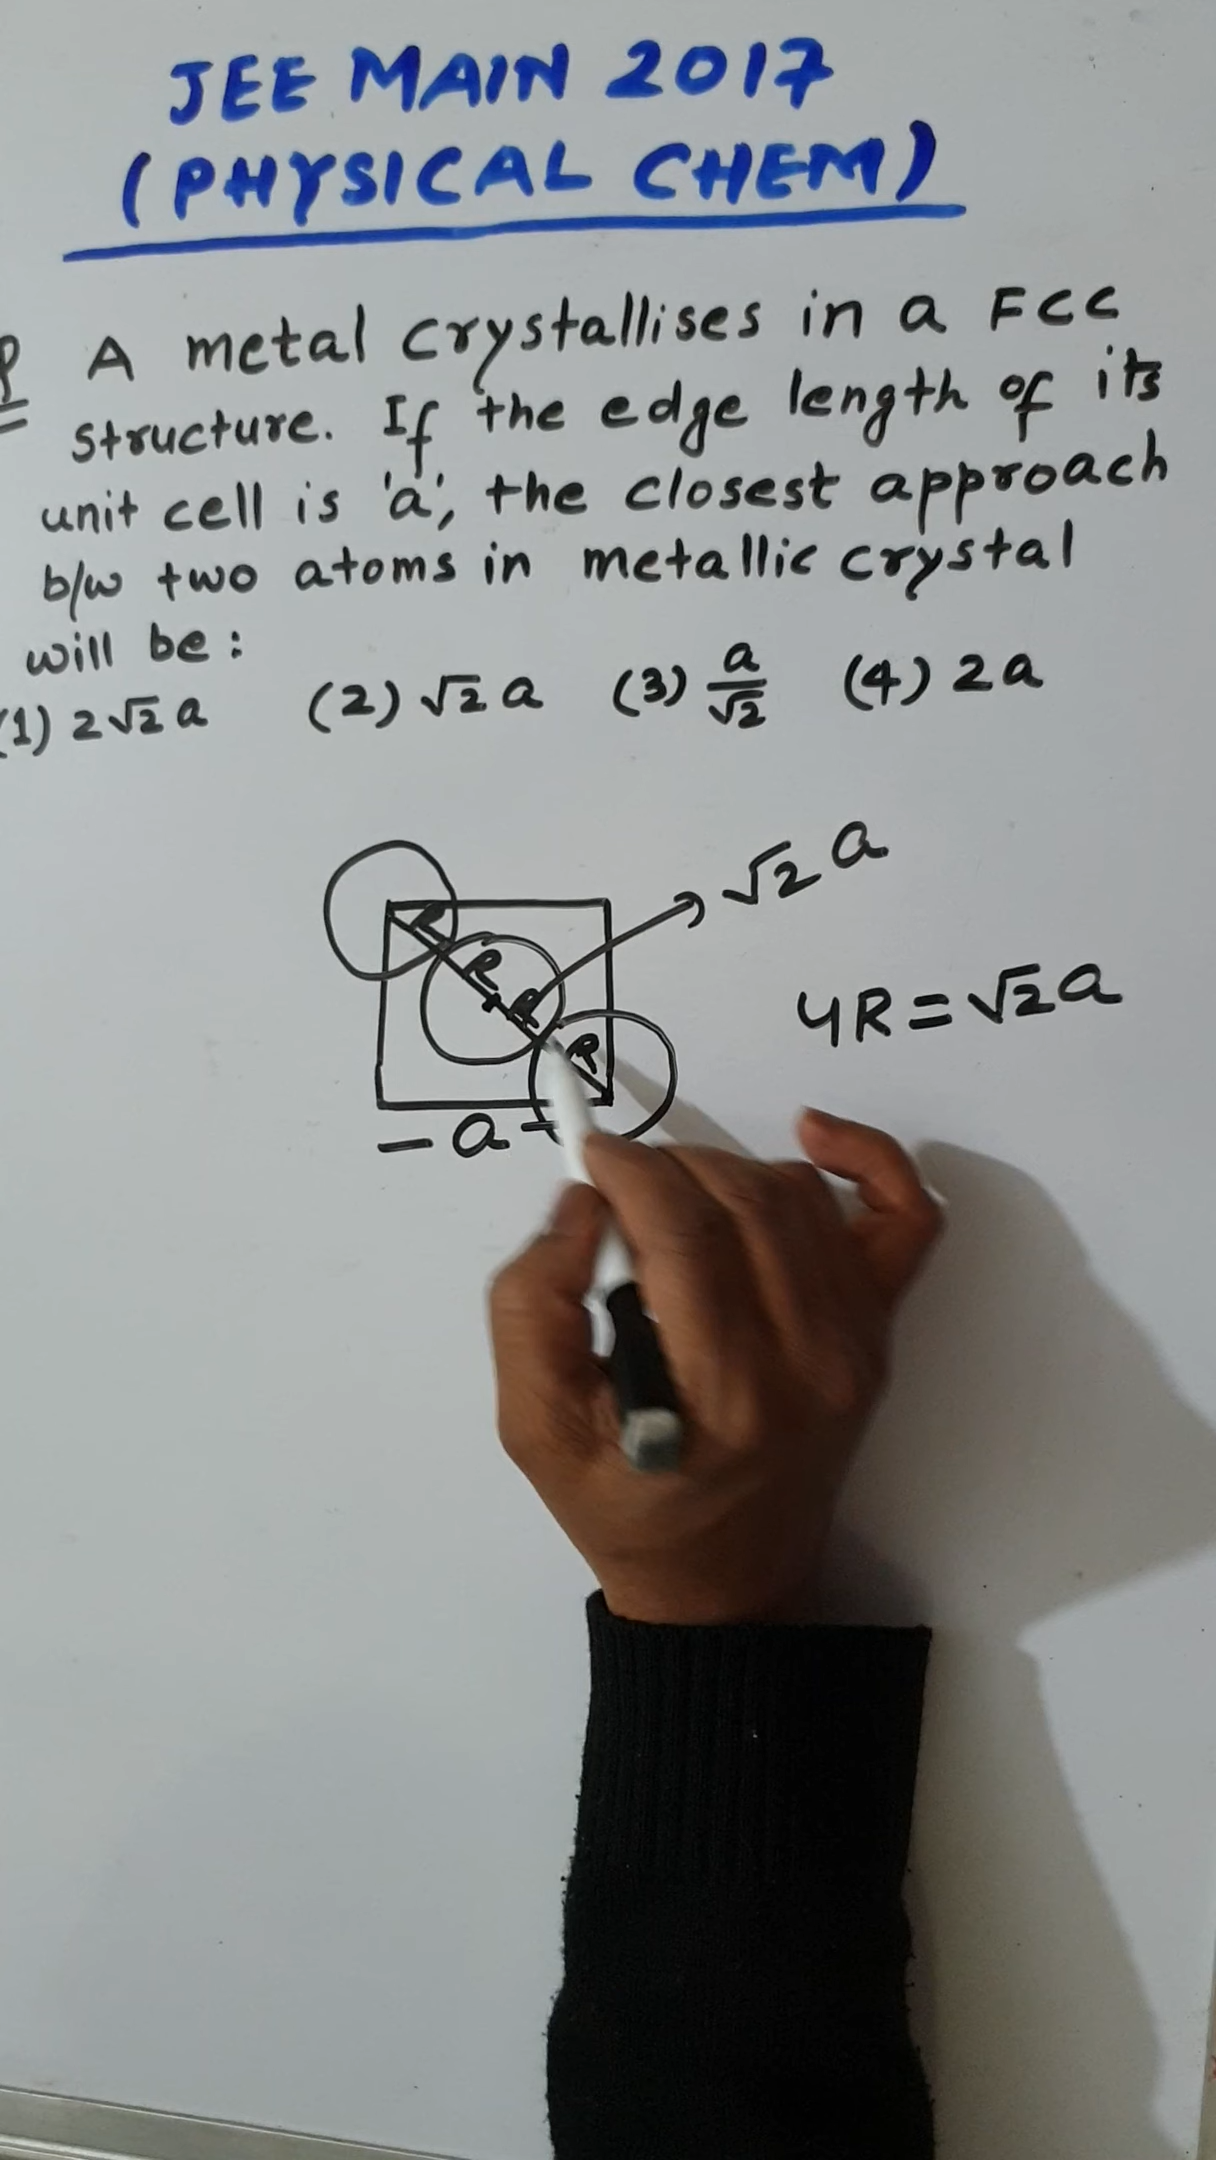 JEE MAIN 2017
(PHYSICAL CHEM)
A metal crystallises in a FCC
structure. If the edge length of its
unit cell is 'a', the closest approach
b/w two atoms in metallic crystal
will be:
(1) 2√2 a (2) √2 a (3) a/√2 (4) 2a
√2 a
R
R
R
R
4R = √2 a
- a -